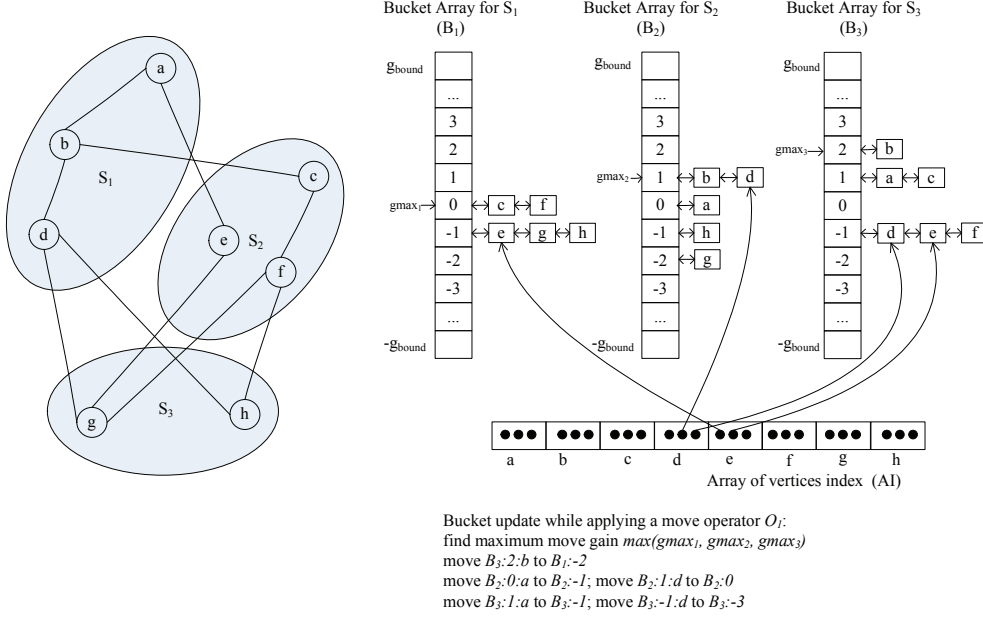 a
b
S1
c
d
e
S2
f
S3
g
h
Bucket Array for S1
(B1)
gbound
...
3
2
1
gmax1
0
c
f
-1
e
g
h
-2
-3
...
-gbound
Bucket Array for S2
(B2)
gbound
...
3
2
gmax2
1
b
d
0
a
-1
h
-2
g
-3
...
-gbound
Bucket Array for S3
(B3)
gbound
...
3
gmax3
2
b
1
a
c
0
-1
d
e
f
-2
-3
...
-gbound
a b c d e f g h
Array of vertices index (AI)
Bucket update while applying a move operator O1:
find maximum move gain max(gmax1, gmax2, gmax3)
move B3:2:b to B1:-2
move B2:0:a to B2:-1; move B2:1:d to B2:0
move B3:1:a to B3:-1; move B3:-1:d to B3:-3